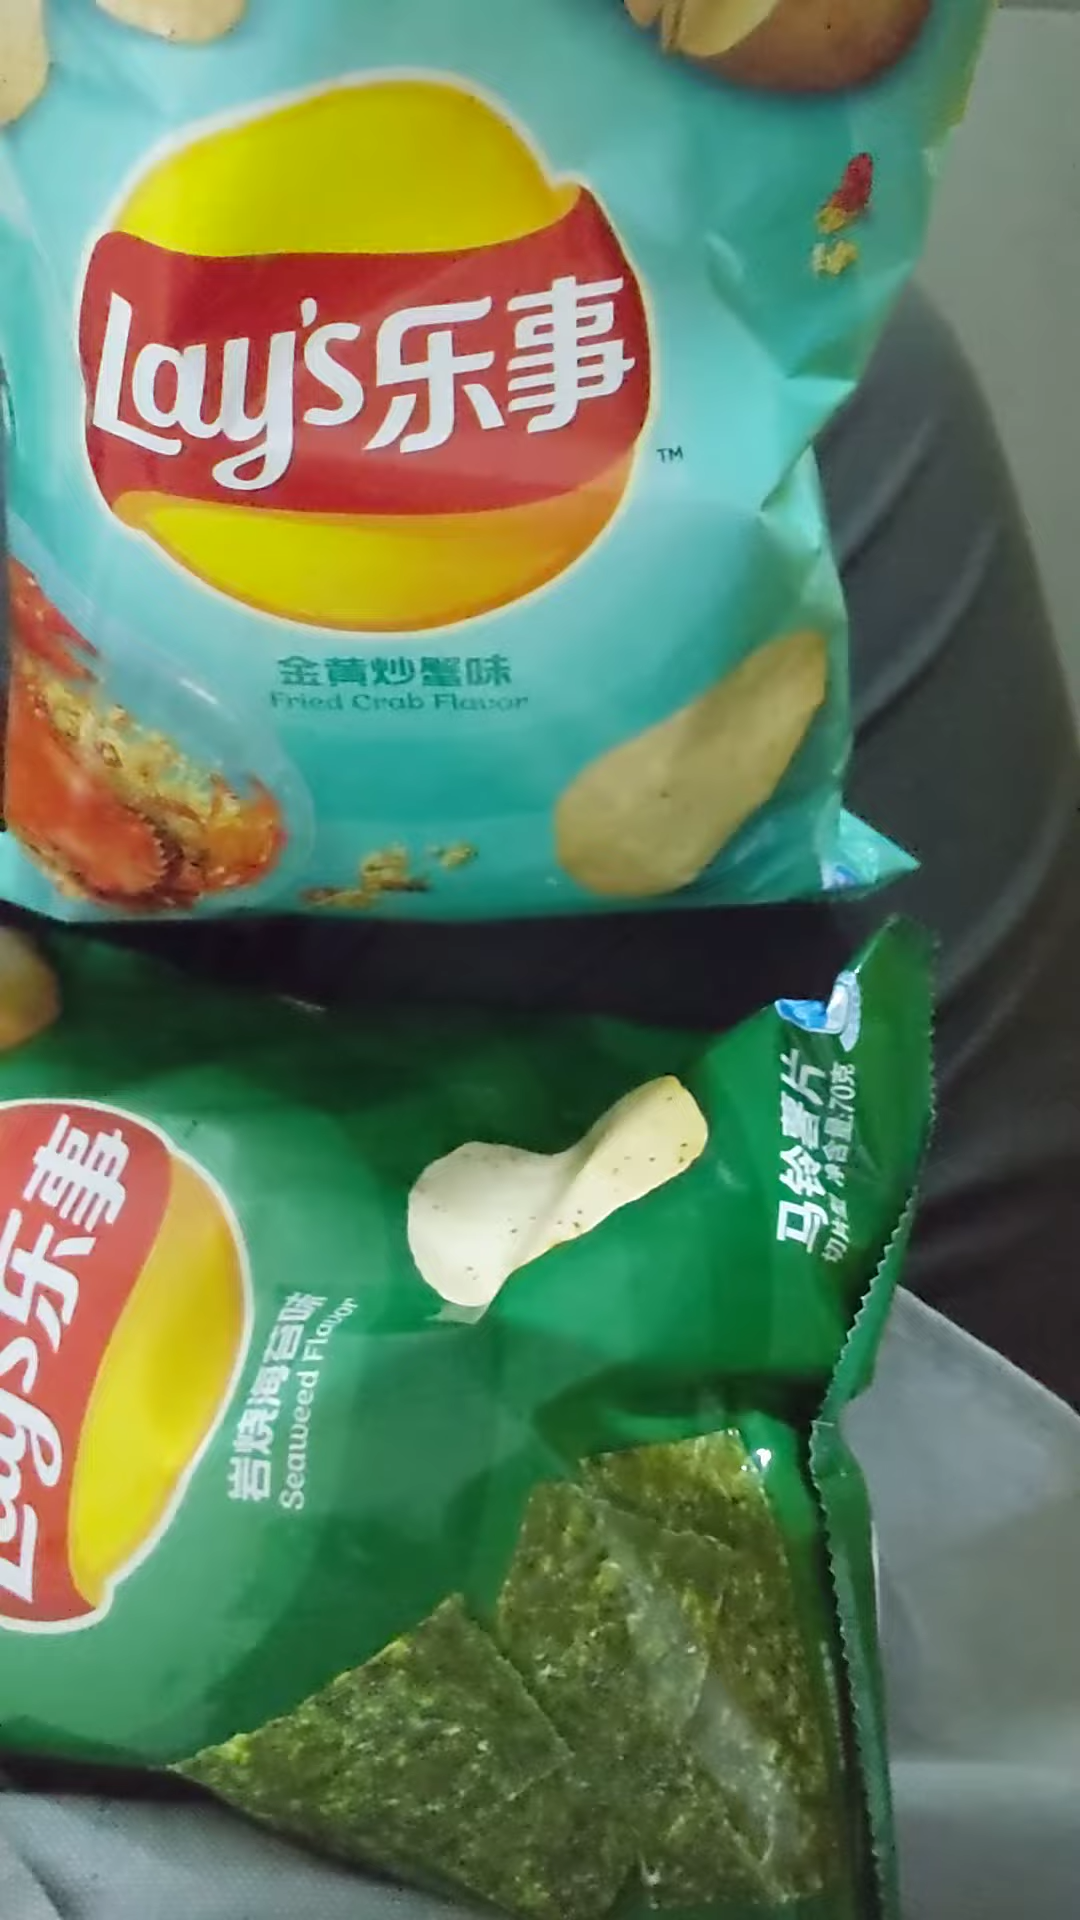 Lay's乐事
TM
金黄炒蟹味
Fried Crab Flavor
Lay's乐事
岩烧海苔味
Seaweed Flavor
马铃薯片
切片型 净含量:70克